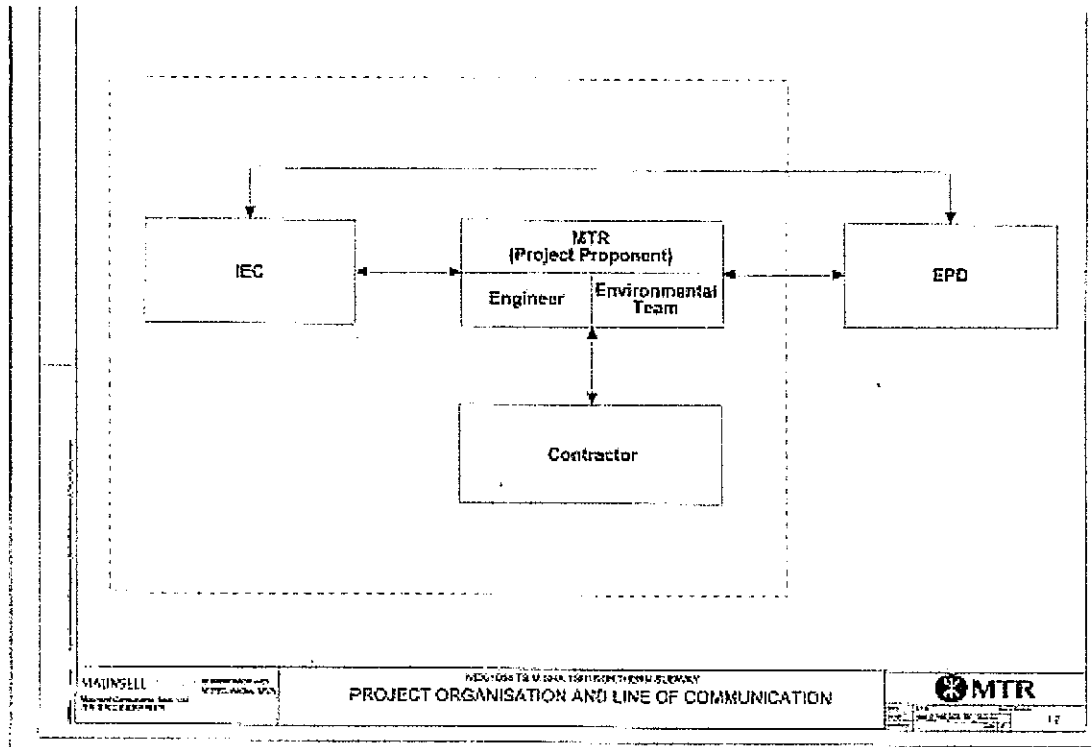 IEC
MTR
(Project Proponent)
Engineer
Environmental
Team
EPD
Contractor
MAUNSELL
PROJECT ORGANISATION AND LINE OF COMMUNICATION
MTR